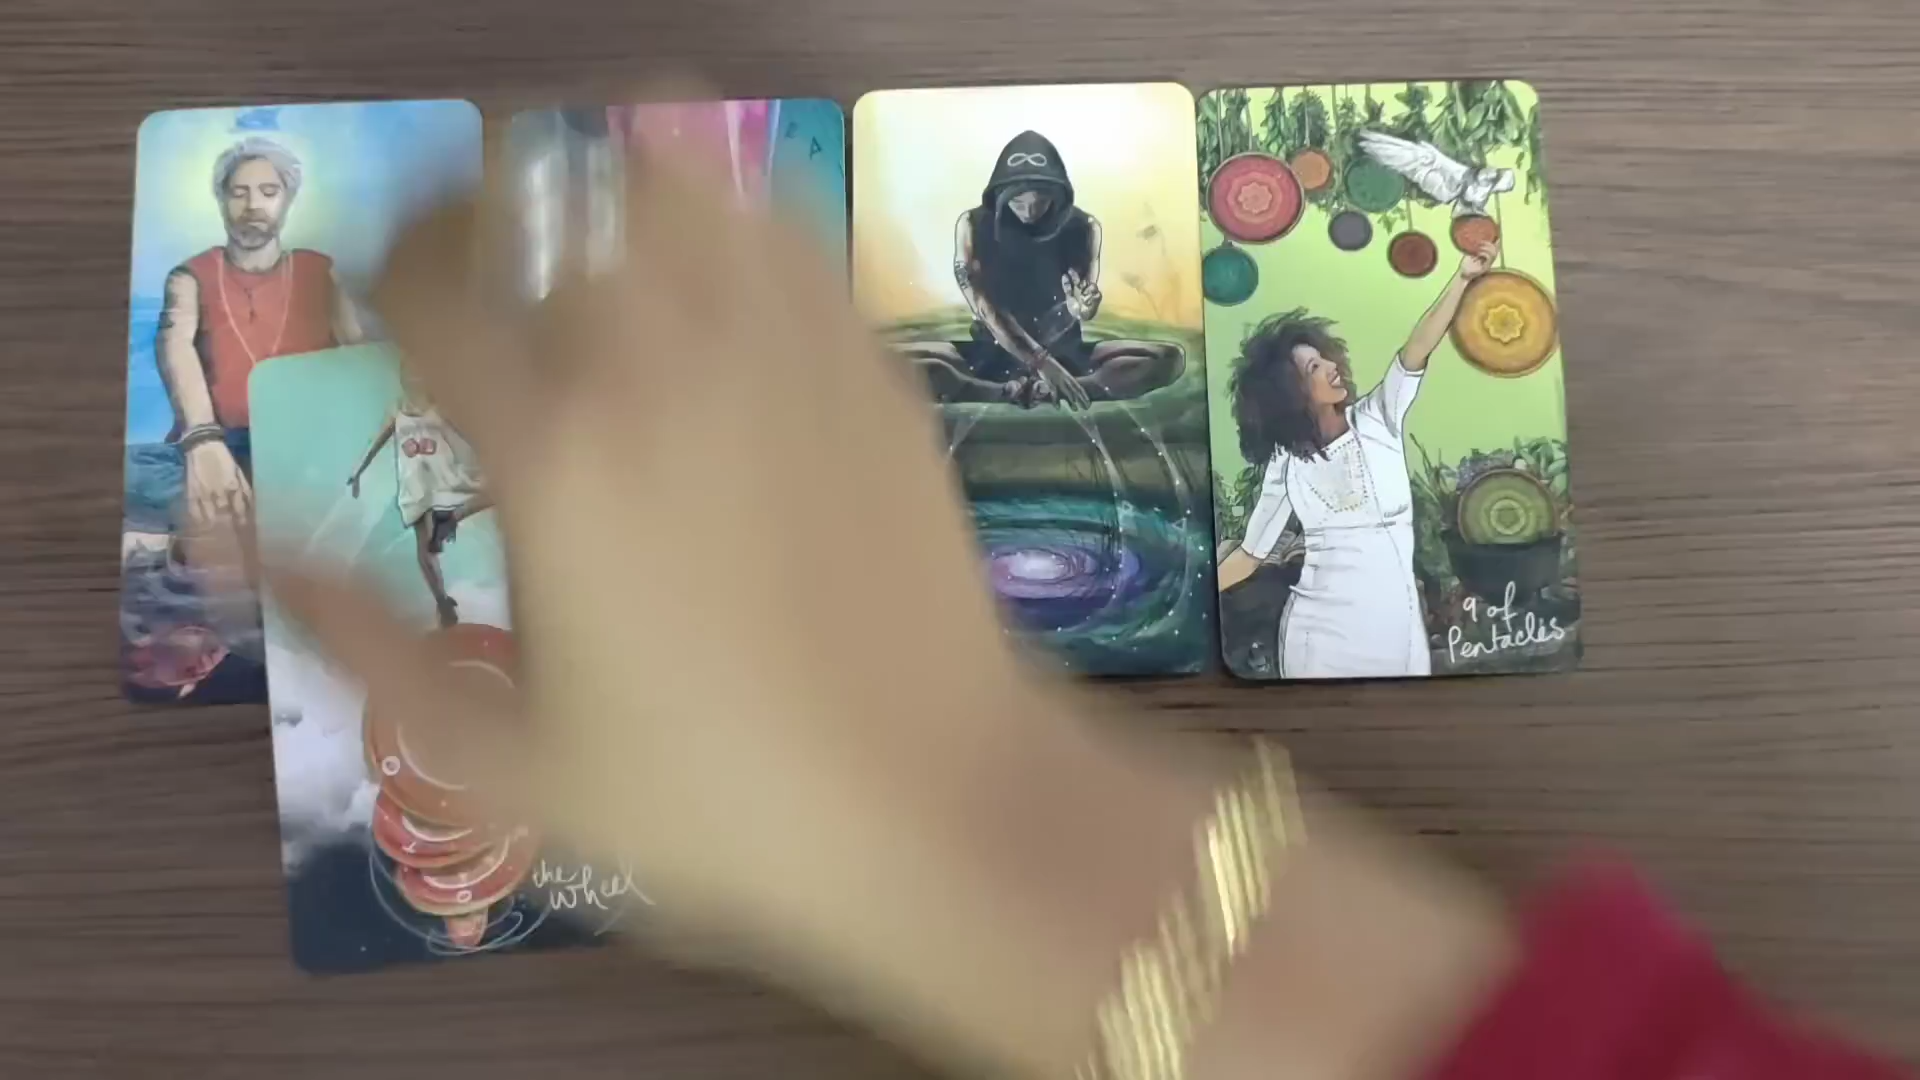 9 of
Pentacles
the
Wheel